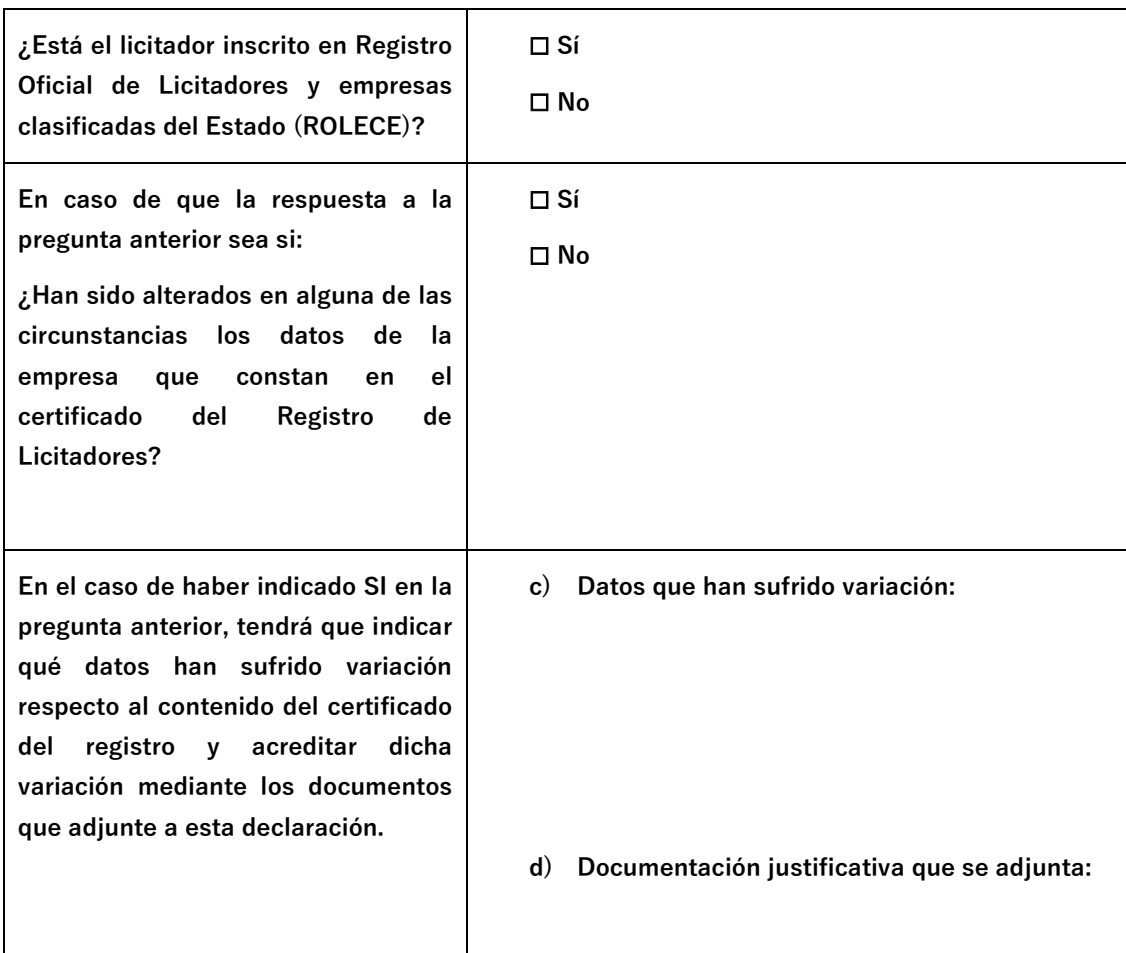 ¿Está el licitador inscrito en Registro
Oficial de Licitadores y empresas
clasificadas del Estado (ROLECE)?
☐ Sí
☐ No
En caso de que la respuesta a la
pregunta anterior sea si:
¿Han sido alterados en alguna de las
circunstancias los datos de la
empresa que constan en el
certificado del Registro de
Licitadores?
☐ Sí
☐ No
En el caso de haber indicado SI en la
pregunta anterior, tendrá que indicar
qué datos han sufrido variación
respecto al contenido del certificado
del registro y acreditar dicha
variación mediante los documentos
que adjunte a esta declaración.
c) Datos que han sufrido variación:
d) Documentación justificativa que se adjunta: